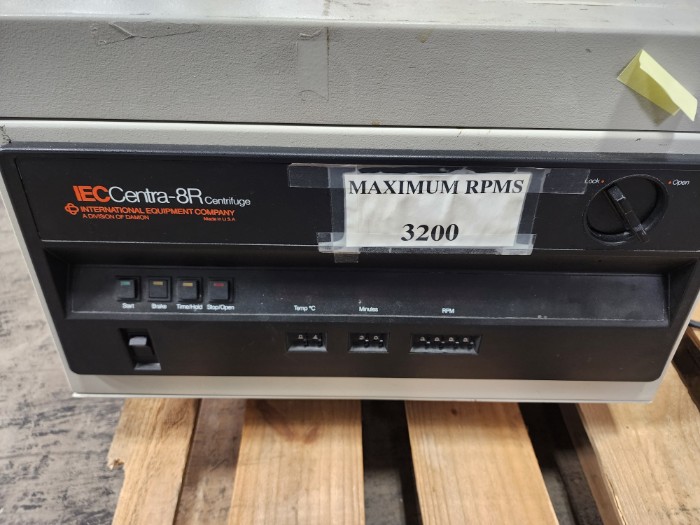 IECCentra-8R Centrifuge
INTERNATIONAL EQUIPMENT COMPANY
A DIVISION OF DAMON
Made in U.S.A.
MAXIMUM RPMS
3200
Lock
Open
Start
Brake
Time/Hold
Stop/Open
Temp °C
Minutes
RPM